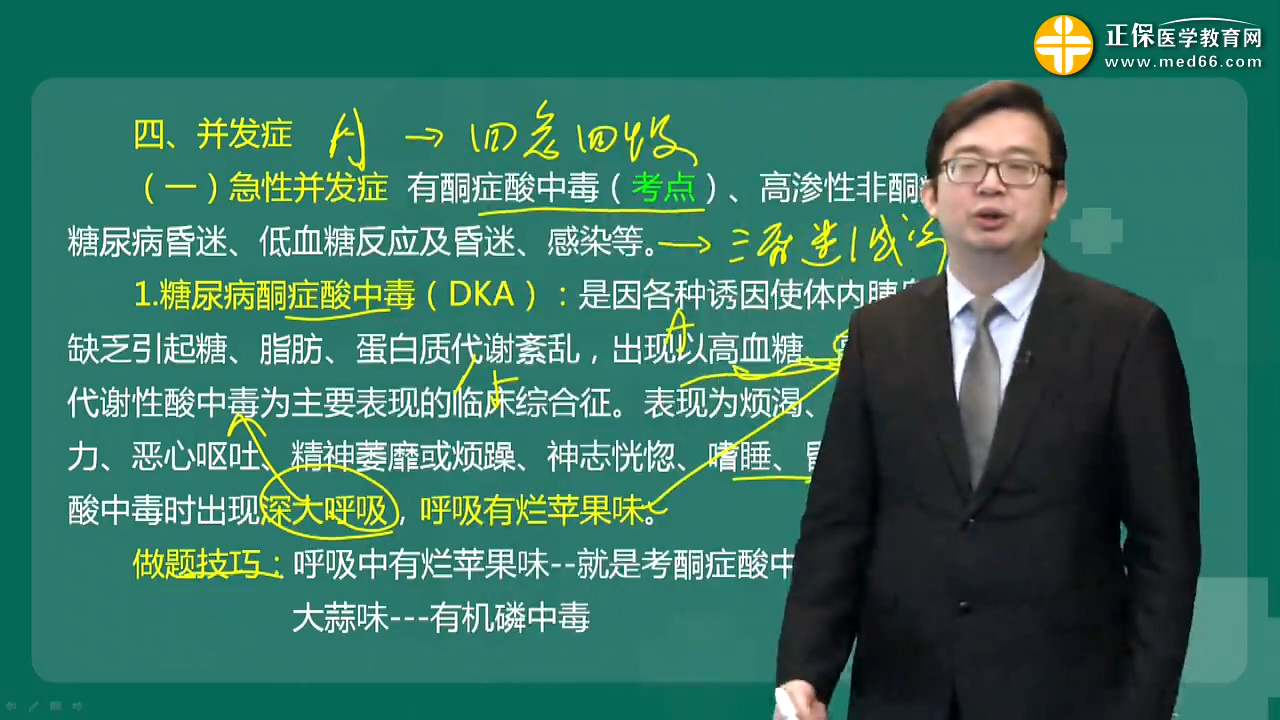 正保医学教育网
www.med66.com
四、并发症 → 四急四慢
（一）急性并发症 有酮症酸中毒（考点）、高渗性非酮
糖尿病昏迷、低血糖反应及昏迷、感染等。→ 三
1.糖尿病酮症酸中毒（DKA）：是因各种诱因使体内胰
缺乏引起糖、脂肪、蛋白质代谢紊乱，出现以高血糖、
代谢性酸中毒为主要表现的临床综合征。表现为烦渴、
力、恶心呕吐、精神萎靡或烦躁、神志恍惚、嗜睡、
酸中毒时出现深大呼吸，呼吸有烂苹果味。
做题技巧：呼吸中有烂苹果味--就是考酮症酸中
大蒜味---有机磷中毒